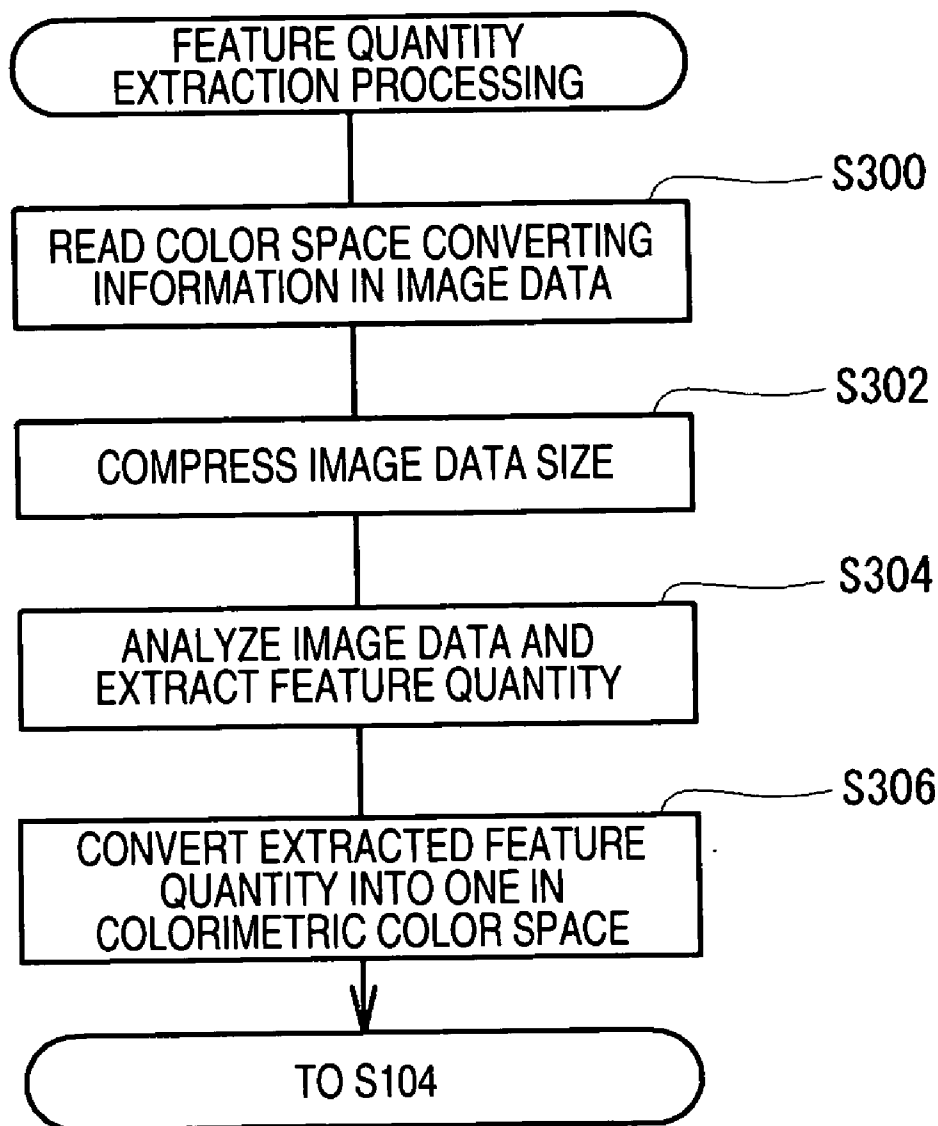 FEATURE QUANTITY
EXTRACTION PROCESSING
S300
READ COLOR SPACE CONVERTING
INFORMATION IN IMAGE DATA
S302
COMPRESS IMAGE DATA SIZE
S304
ANALYZE IMAGE DATA AND
EXTRACT FEATURE QUANTITY
S306
CONVERT EXTRACTED FEATURE
QUANTITY INTO ONE IN
COLORIMETRIC COLOR SPACE
TO S104